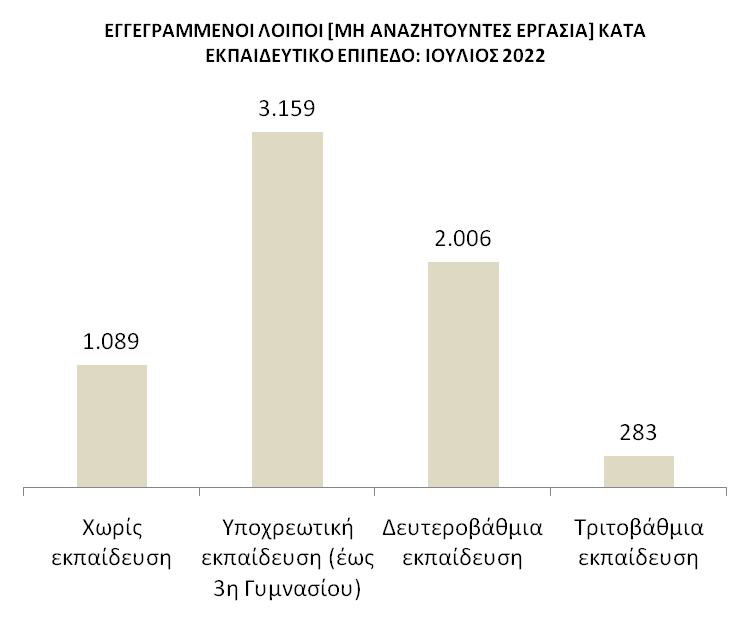 ΕΓΓΕΓΡΑΜΜΕΝΟΙ ΛΟΙΠΟΙ [ΜΗ ΑΝΑΖΗΤΟΥΝΤΕΣ ΕΡΓΑΣΙΑ] ΚΑΤΑ
ΕΚΠΑΙΔΕΥΤΙΚΟ ΕΠΙΠΕΔΟ: ΙΟΥΛΙΟΣ 2022
3.159
2.006
1.089
283
Χωρίς
εκπαίδευση
Υποχρεωτική
εκπαίδευση (έως
3η Γυμνασίου)
Δευτεροβάθμια
εκπαίδευση
Τριτοβάθμια
εκπαίδευση